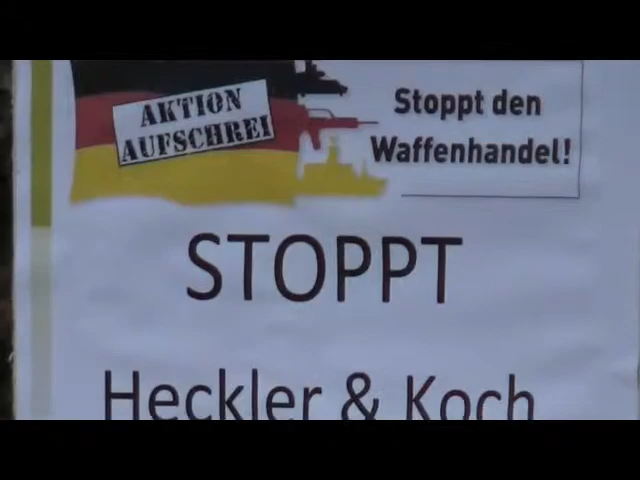 AKTION
AUFSCHREI
Stoppt den
Waffenhandel!
STOPPT
Heckler & Koch